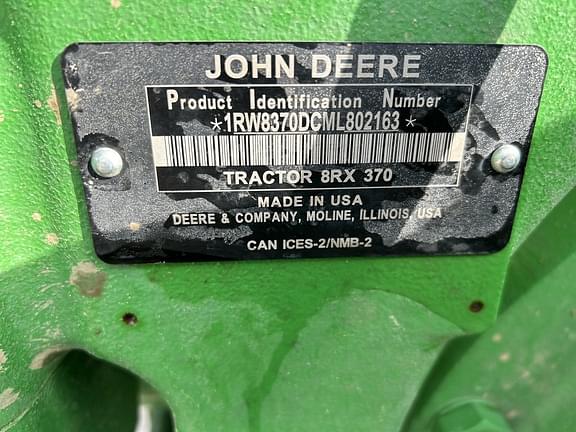 JOHN DEERE
Product Identification Number
*1RW8370DCML802163*
TRACTOR 8RX 370
MADE IN USA
DEERE & COMPANY, MOLINE, ILLINOIS, USA
CAN ICES-2/NMB-2